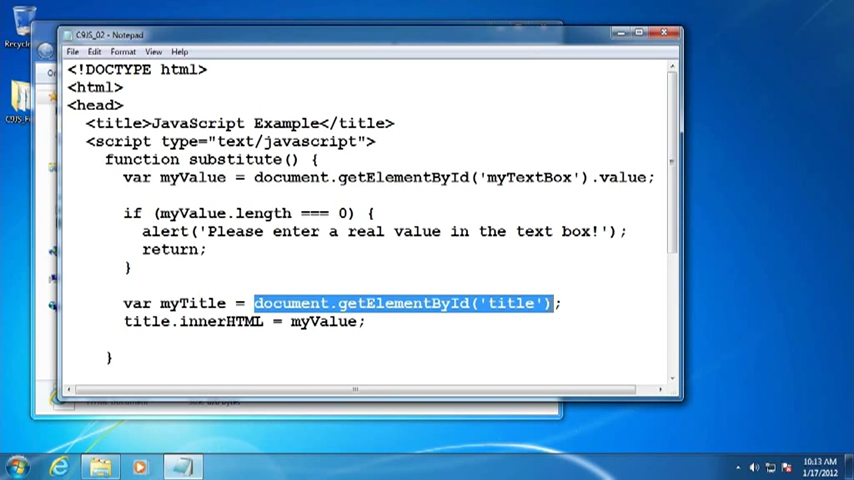 Recycle
C9JS_Fi
C9JS_02 - Notepad
File Edit Format View Help
<!DOCTYPE html>
<html>
<head>
<title>JavaScript Example</title>
<script type="text/javascript">
function substitute() {
var myValue = document.getElementById('myTextBox').value;
if (myValue.length === 0) {
alert('Please enter a real value in the text box!');
return;
}
var myTitle = document.getElementById('title');
title.innerHTML = myValue;
}
10:13 AM
1/17/2012